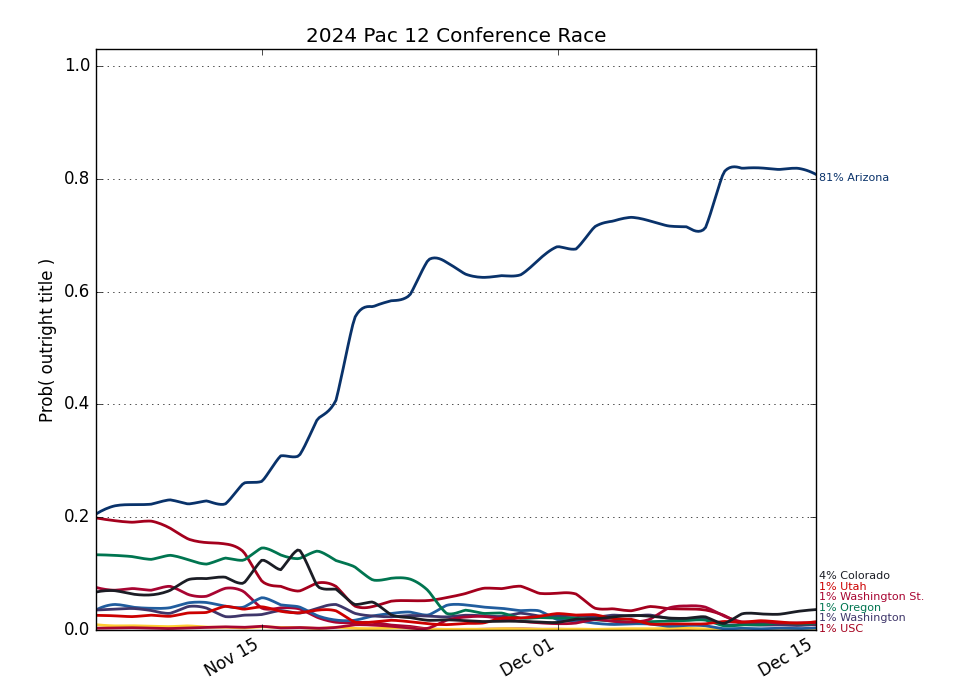 2024 Pac 12 Conference Race
Prob( outright title )
1.0
0.8
0.6
0.4
0.2
0.0
Nov 15
Dec 01
Dec 15
81% Arizona
4% Colorado
1% Utah
1% Washington St.
1% Oregon
1% Washington
1% USC